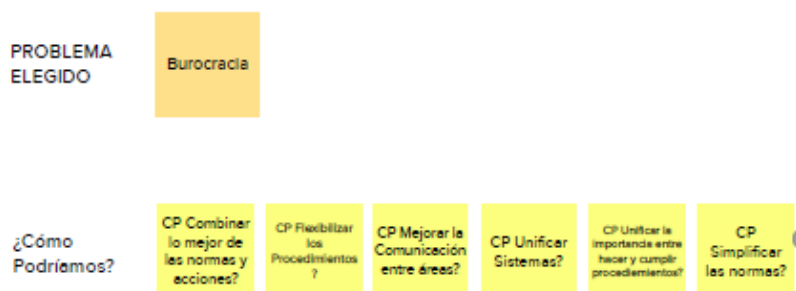 PROBLEMA
ELEGIDO
Burocracia
¿Cómo
Podríamos?
CP Combinar
lo mejor de
las normas y
acciones?
CP Flexibilizar
los
Procedimientos
?
CP Mejorar la
Comunicación
entre áreas?
CP Unificar
Sistemas?
CP Unificar la
importancia entre
hacer y cumplir
procedemientos?
CP
Simplificar
las normas?